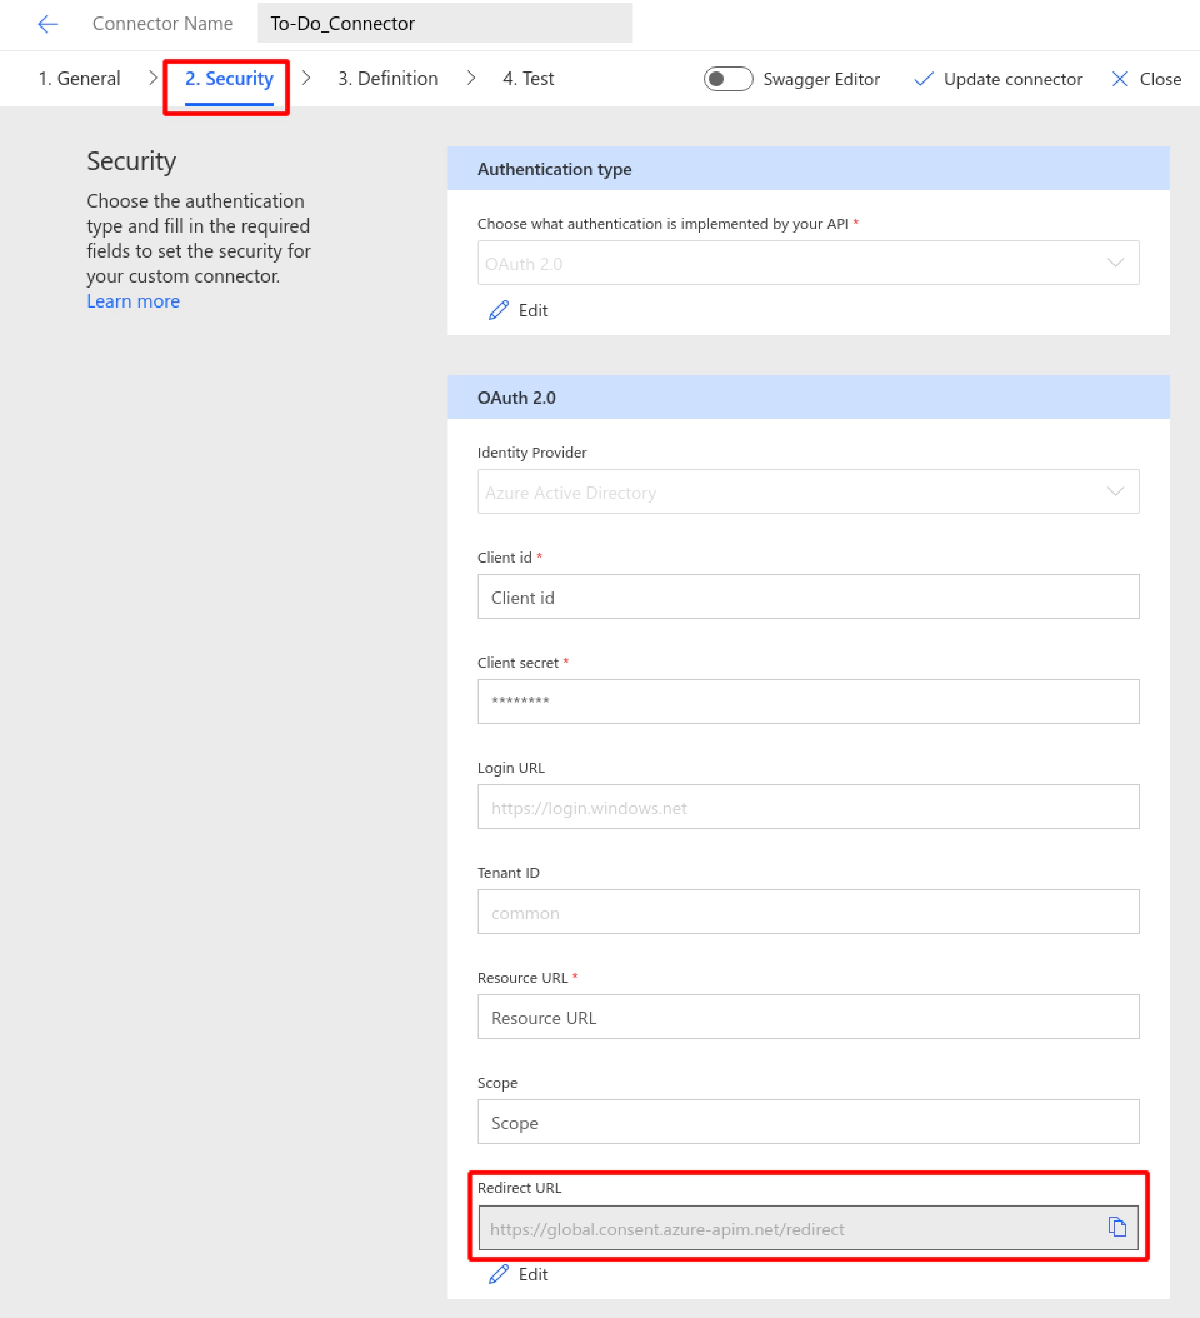 Connector Name
To-Do_Connector
1. General
2. Security
3. Definition
4. Test
Swagger Editor
Update connector
Close
Security
Choose the authentication
type and fill in the required
fields to set the security for
your custom connector.
Learn more
Authentication type
Choose what authentication is implemented by your API *
OAuth 2.0
Edit
OAuth 2.0
Identity Provider
Azure Active Directory
Client id *
Client id
Client secret *
********
Login URL
https://login.windows.net
Tenant ID
common
Resource URL *
Resource URL
Scope
Scope
Redirect URL
https://global.consent.azure-apim.net/redirect
Edit